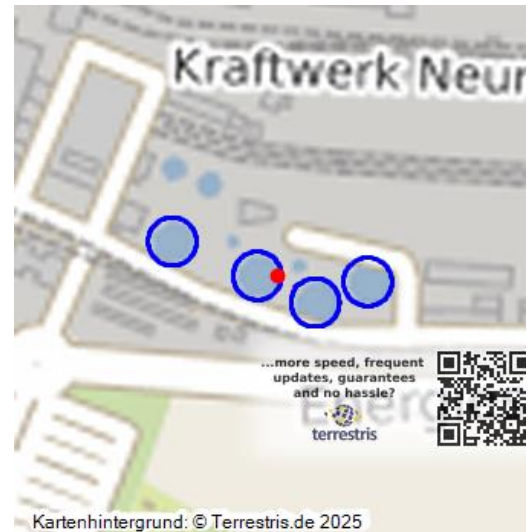 Kraftwerk Neur
...more speed, frequent
updates, guarantees
and no hassle?
terrestris
Kartenhintergrund: © Terrestris.de 2025